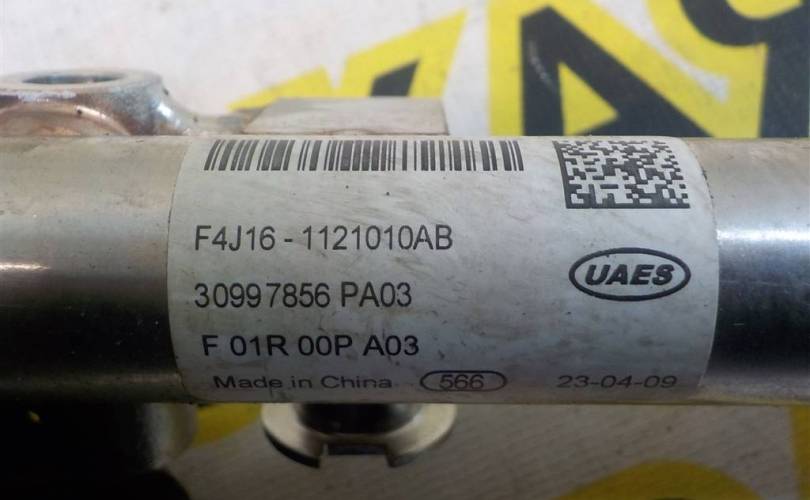 F4J16 - 1121010AB
UAES
30997856 PA03
F 01R 00P A03
Made in China 566 23-04-09